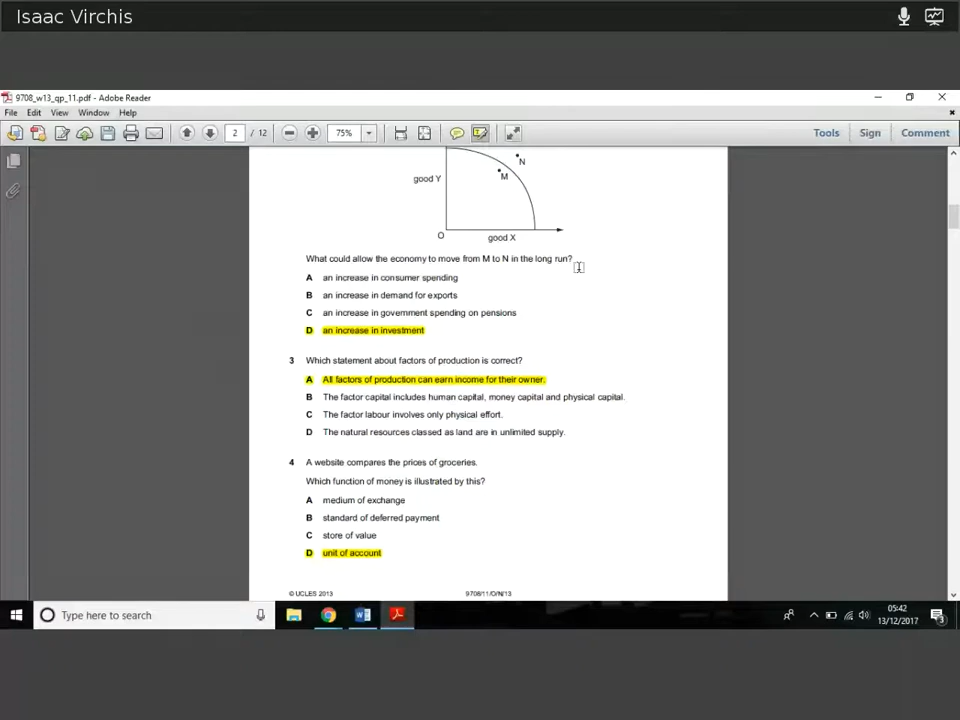 Isaac Virchis
9708_w13_qp_11.pdf - Adobe Reader
File Edit View Window Help
2 / 12 75% Tools Sign Comment
N
M
good Y
O
good X
What could allow the economy to move from M to N in the long run?
A an increase in consumer spending
B an increase in demand for exports
C an increase in government spending on pensions
D an increase in investment
3 Which statement about factors of production is correct?
A All factors of production can earn income for their owner.
B The factor capital includes human capital, money capital and physical capital.
C The factor labour involves only physical effort.
D The natural resources classed as land are in unlimited supply.
4 A website compares the prices of groceries.
Which function of money is illustrated by this?
A medium of exchange
B standard of deferred payment
C store of value
D unit of account
© UCLES 2013 9708/11/O/N/13
Type here to search
05:42
13/12/2017
3